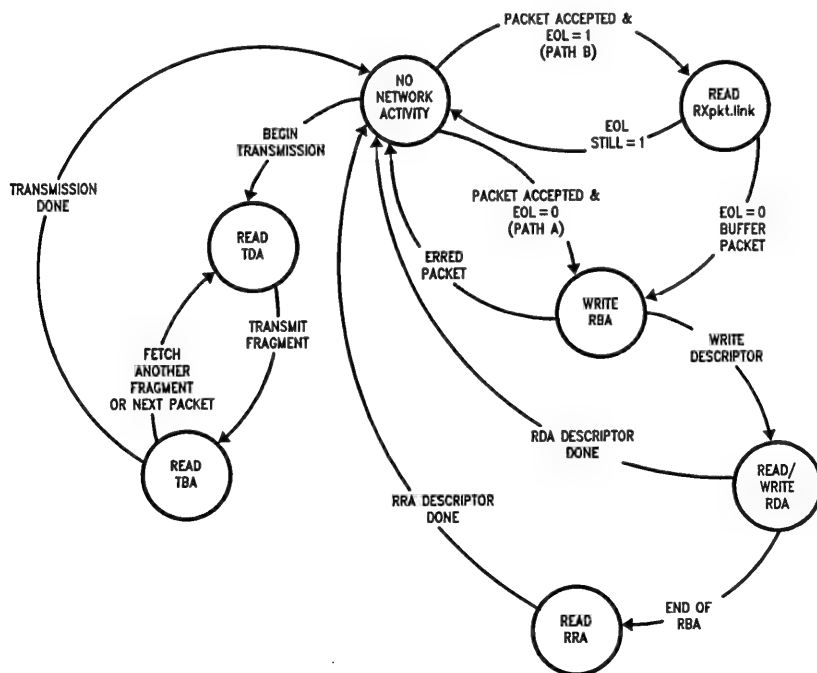 PACKET ACCEPTED &
EOL = 1
(PATH B)
NO
NETWORK
ACTIVITY
READ
RXpkt.link
EOL
STILL = 1
BEGIN
TRANSMISSION
TRANSMISSION
DONE
PACKET ACCEPTED &
EOL = 0
(PATH A)
EOL = 0
BUFFER
PACKET
READ
TDA
ERRED
PACKET
WRITE
RBA
TRANSMIT
FRAGMENT
WRITE
DESCRIPTOR
FETCH
ANOTHER
FRAGMENT
OR NEXT PACKET
RDA DESCRIPTOR
DONE
READ
TBA
READ/
WRITE
RDA
RRA DESCRIPTOR
DONE
END OF
RBA
READ
RRA